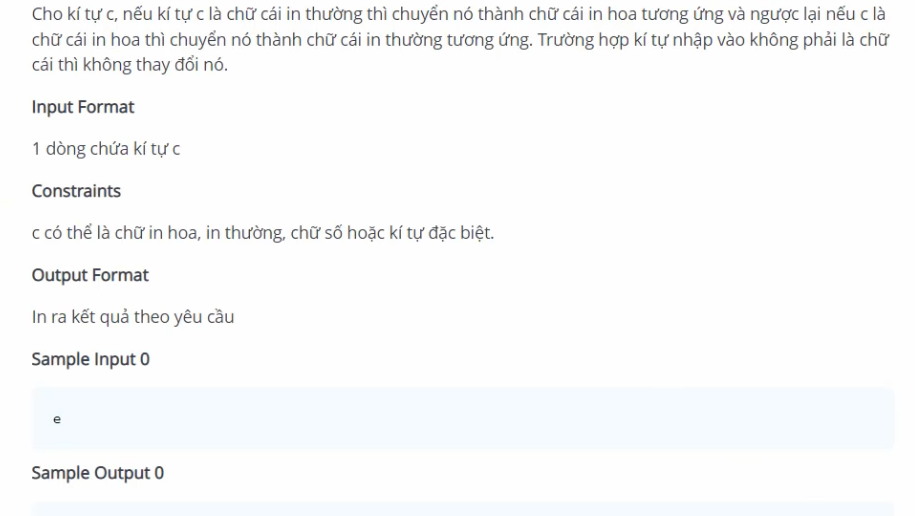 Cho kí tự c, nếu kí tự c là chữ cái in thường thì chuyển nó thành chữ cái in hoa tương ứng và ngược lại nếu c là
chữ cái in hoa thì chuyển nó thành chữ cái in thường tương ứng. Trường hợp kí tự nhập vào không phải là chữ
cái thì không thay đổi nó.
Input Format
1 dòng chứa kí tự c
Constraints
c có thể là chữ in hoa, in thường, chữ số hoặc kí tự đặc biệt.
Output Format
In ra kết quả theo yêu cầu
Sample Input 0
e
Sample Output 0